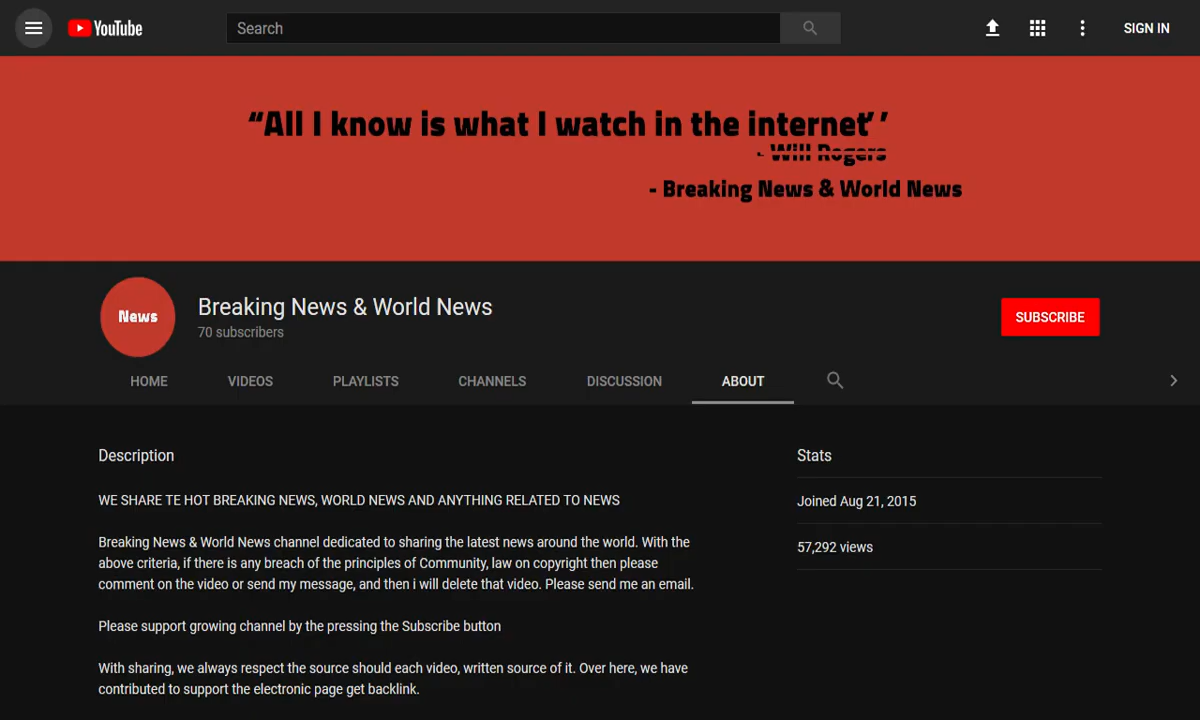 YouTube
Search
SIGN IN
“All I know is what I watch in the internet’’
- Will Rogers
- Breaking News & World News
News
Breaking News & World News
70 subscribers
SUBSCRIBE
HOME VIDEOS PLAYLISTS CHANNELS DISCUSSION ABOUT
Description
WE SHARE TE HOT BREAKING NEWS, WORLD NEWS AND ANYTHING RELATED TO NEWS
Breaking News & World News channel dedicated to sharing the latest news around the world. With the
above criteria, if there is any breach of the principles of Community, law on copyright then please
comment on the video or send my message, and then i will delete that video. Please send me an email.
Please support growing channel by the pressing the Subscribe button
With sharing, we always respect the source should each video, written source of it. Over here, we have
contributed to support the electronic page get backlink.
Stats
Joined Aug 21, 2015
57,292 views